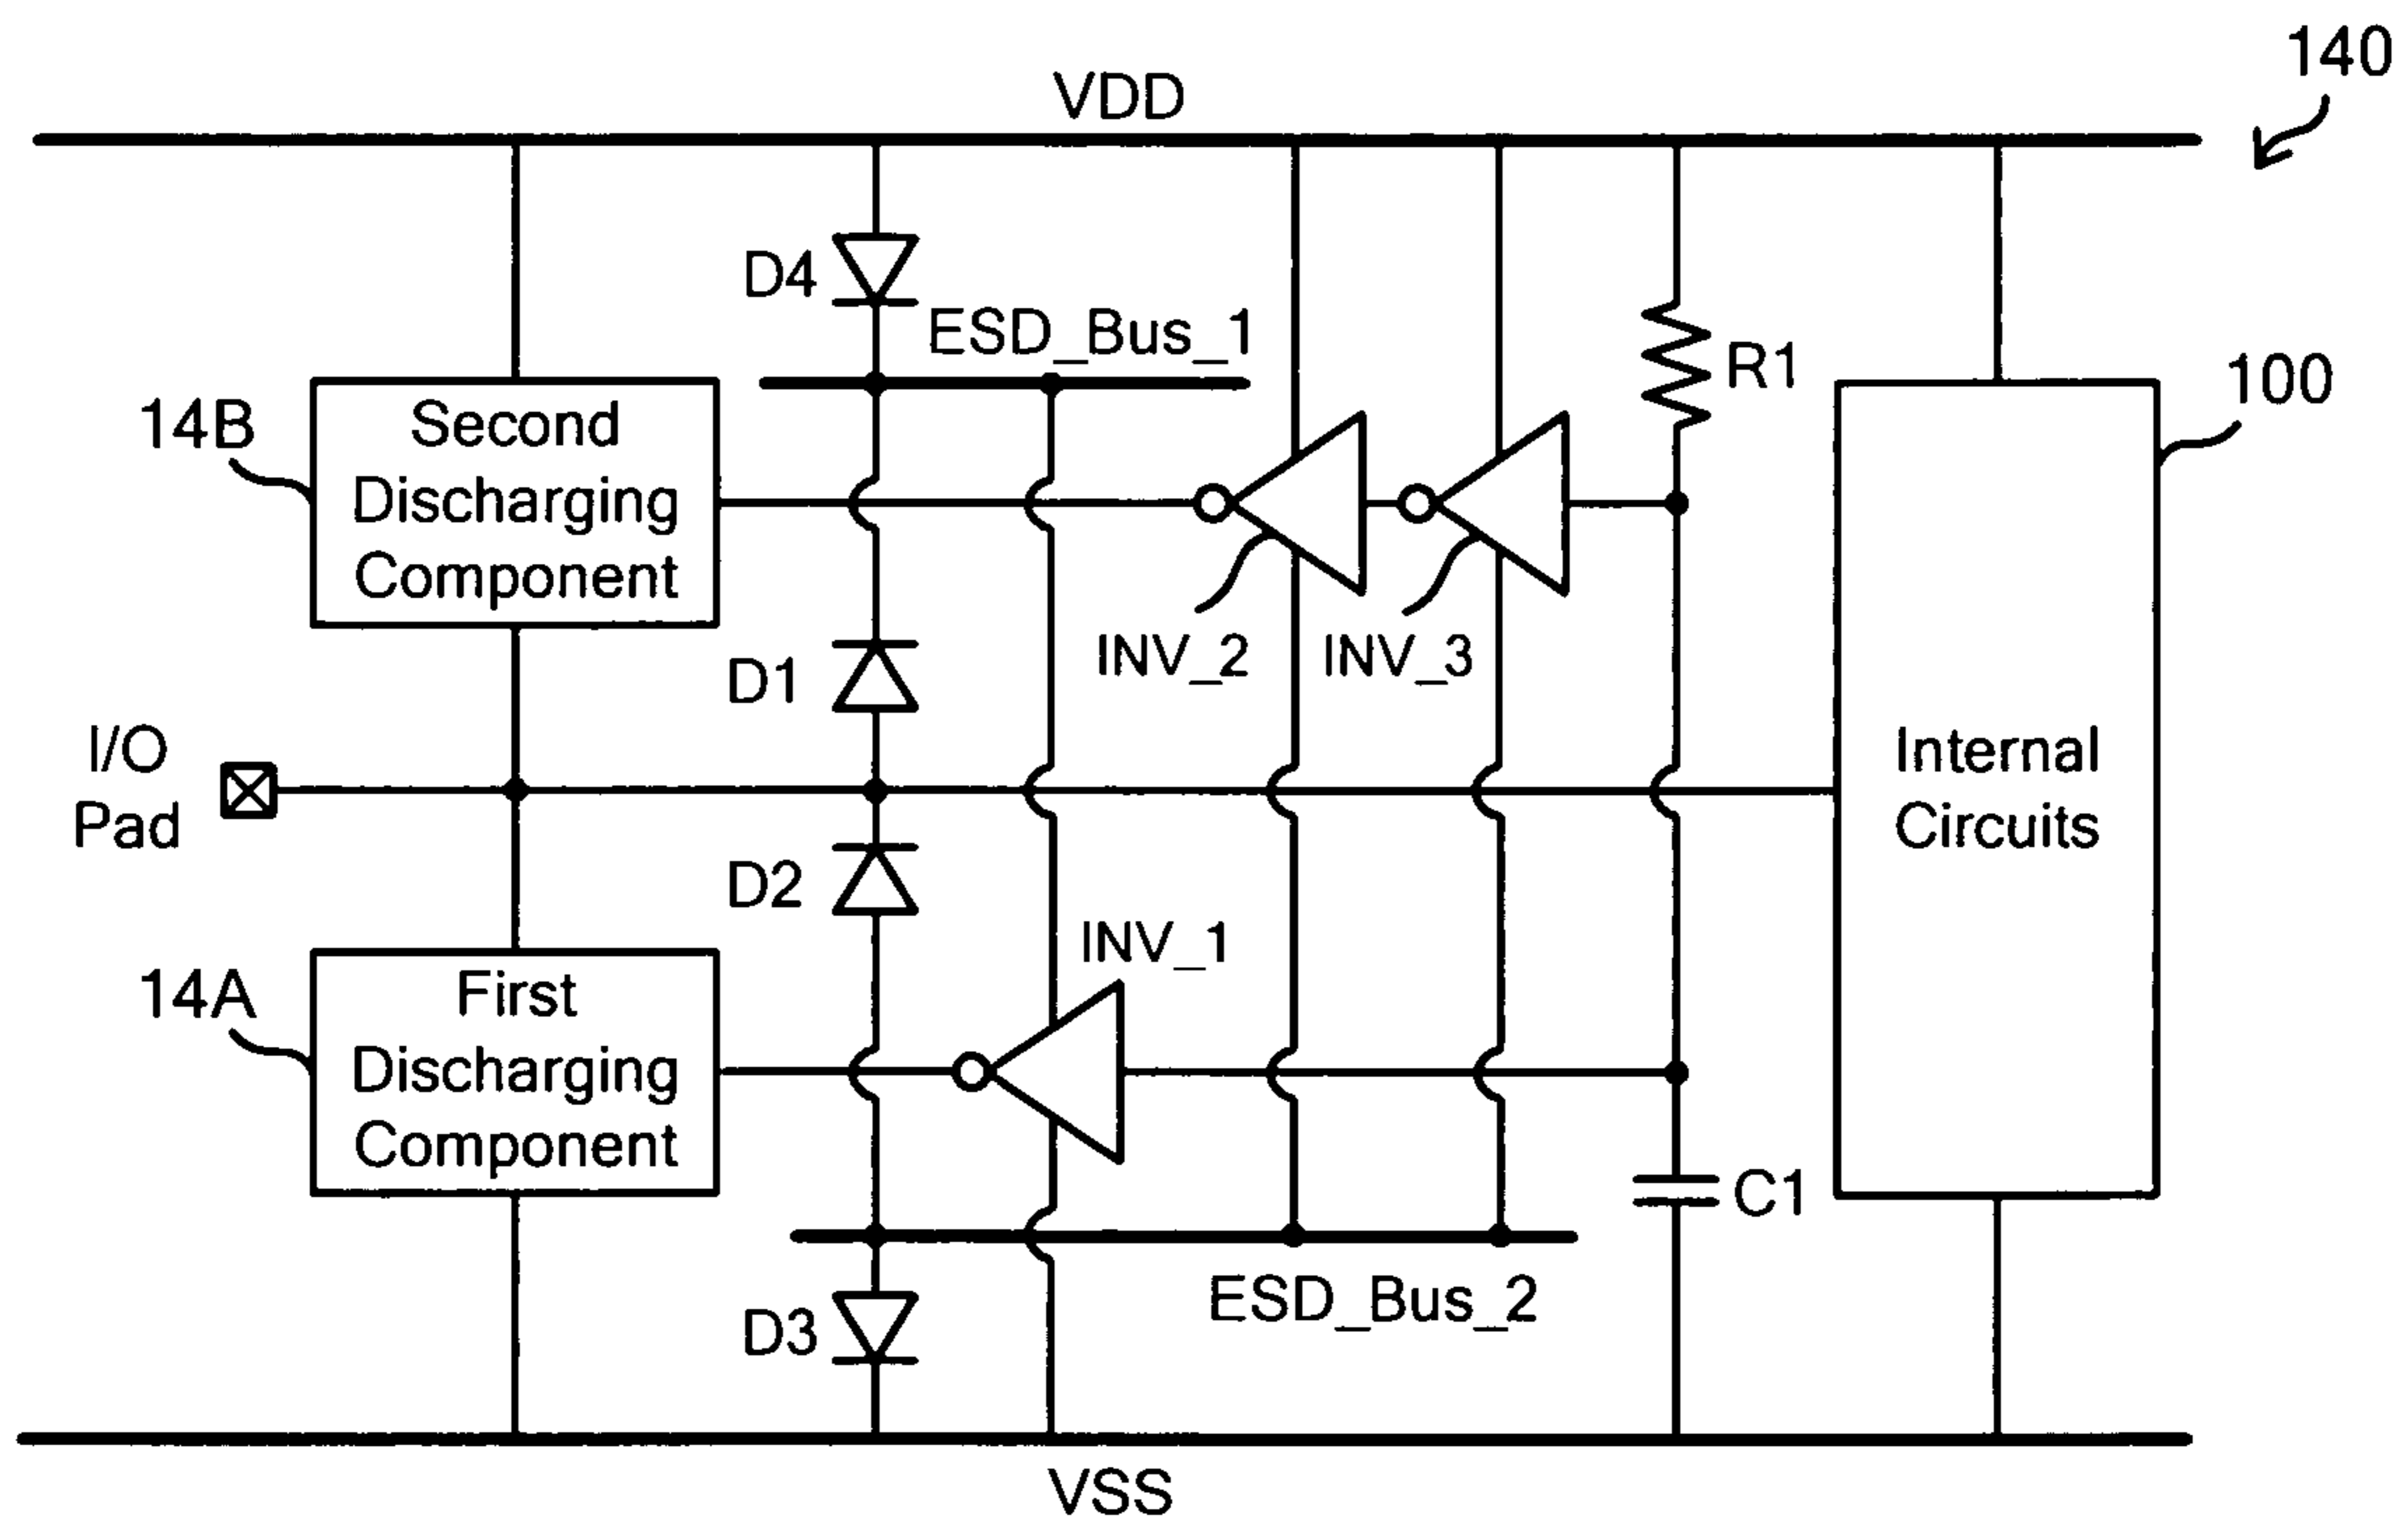 140
VDD
D4
ESD_Bus_1
R1
100
14B
Second
Discharging
Component
INV_2
INV_3
D1
I/O
Pad
Internal
Circuits
D2
INV_1
14A
First
Discharging
Component
C1
ESD_Bus_2
D3
VSS